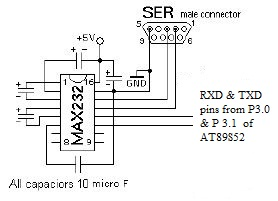 SER male connector
+5V
5 1
9 6
GND
1 16
MAX232
8 9
RXD & TXD
pins from P3.0
& P 3.1 of
AT89852
All capaciors 10 micro F